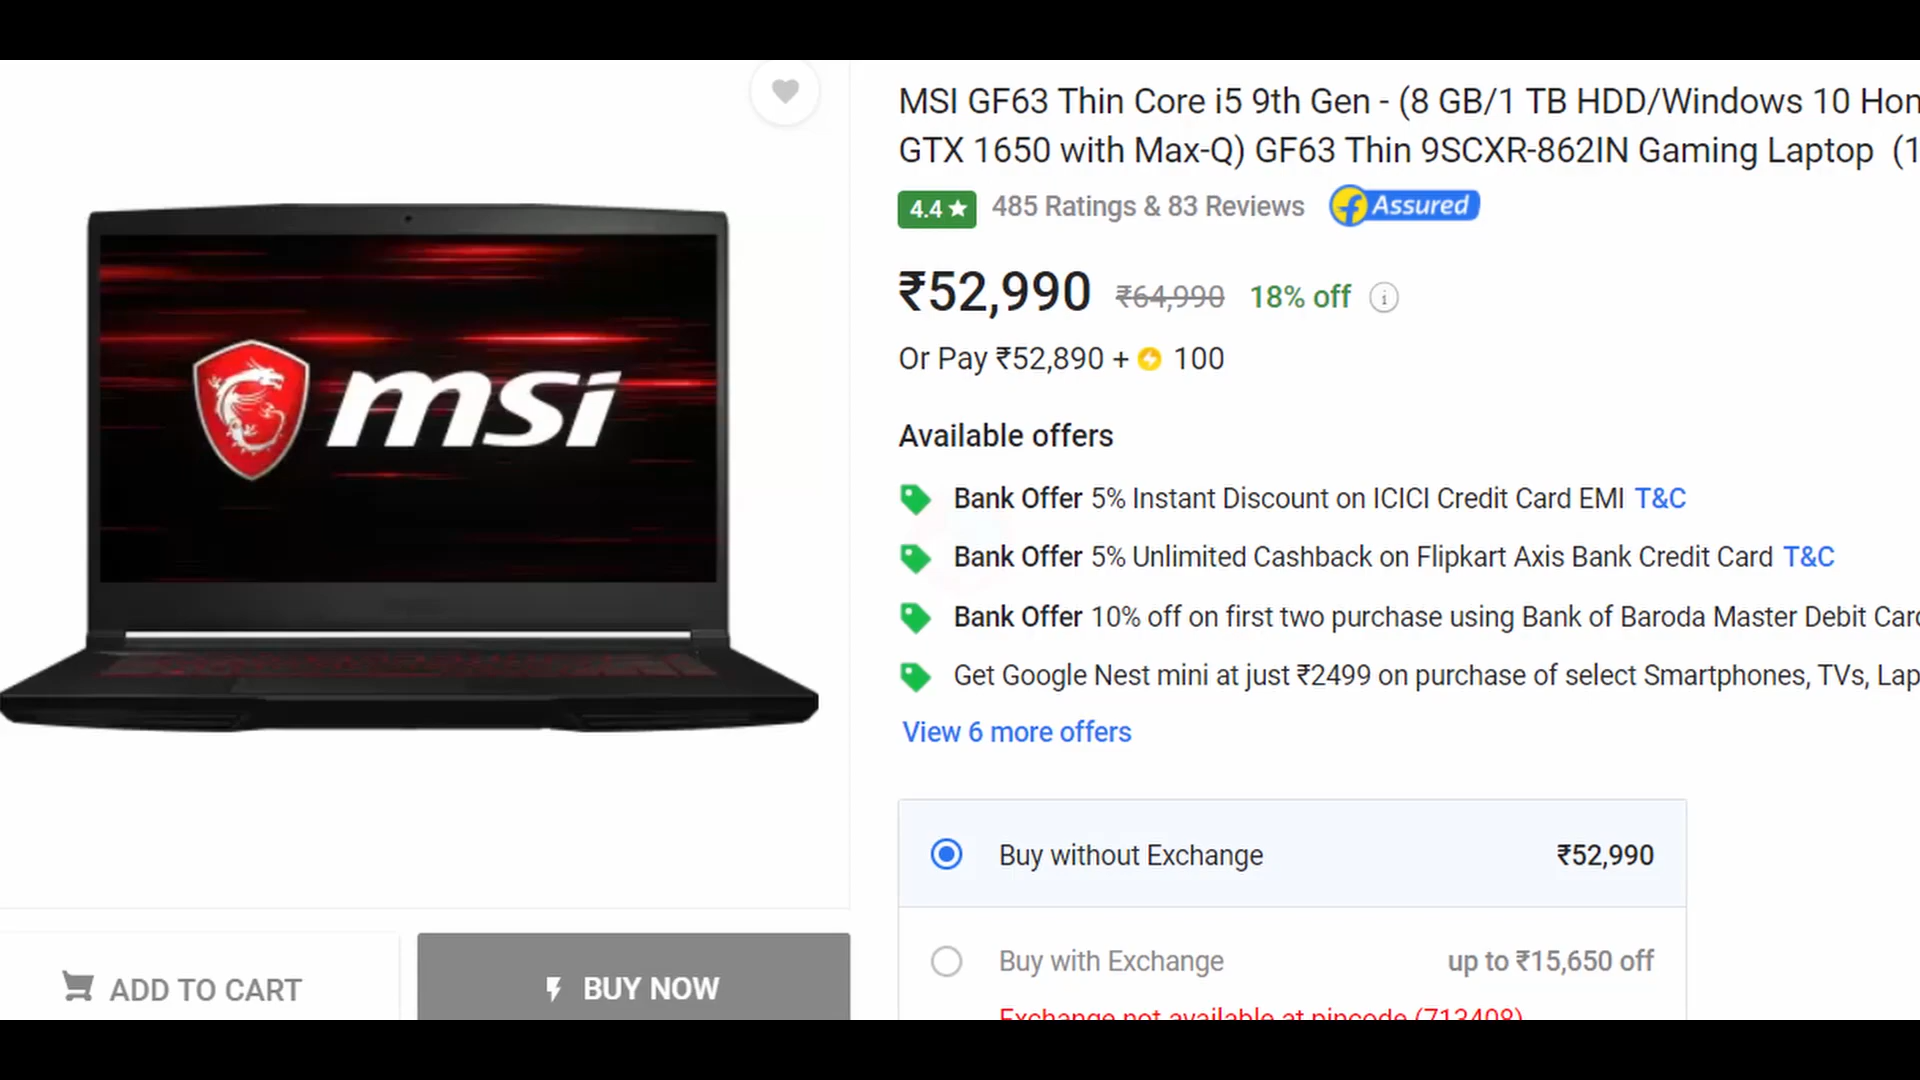 MSI GF63 Thin Core i5 9th Gen - (8 GB/1 TB HDD/Windows 10
GTX 1650 with Max-Q) GF63 Thin 9SCXR-862IN Gaming Laptop (1
4.4★ 485 Ratings & 83 Reviews Assured
₹52,990 ₹64,990 18% off i
Or Pay ₹52,890 + 100
msi
Available offers
Bank Offer 5% Instant Discount on ICICI Credit Card EMI T&C
Bank Offer 5% Unlimited Cashback on Flipkart Axis Bank Credit Card T&C
Bank Offer 10% off on first two purchase using Bank of Baroda Master Debit
Get Google Nest mini at just ₹2499 on purchase of select Smartphones, TVs,
View 6 more offers
Buy without Exchange ₹52,990
Buy with Exchange up to ₹15,650 off
Exchange not available at pincode (713408)
ADD TO CART
BUY NOW